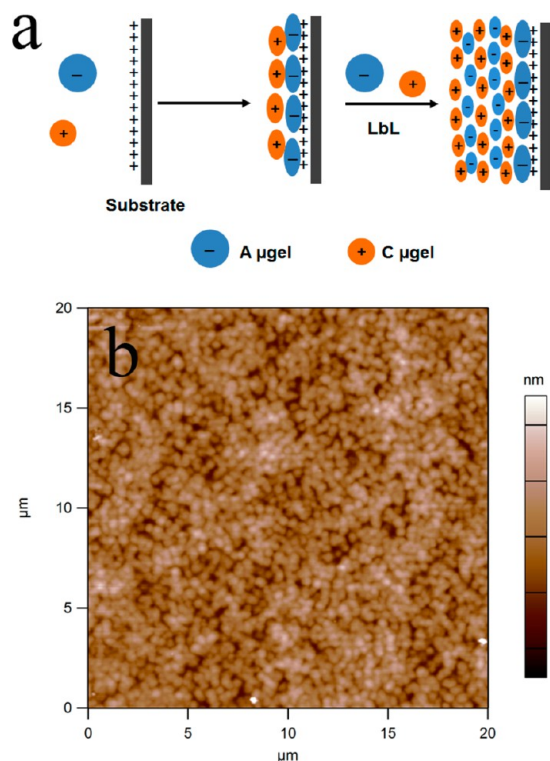 a
LbL
Substrate
− A μgel + C μgel
b
nm
20
15
10
5
0
μm
0 5 10 15 20
μm